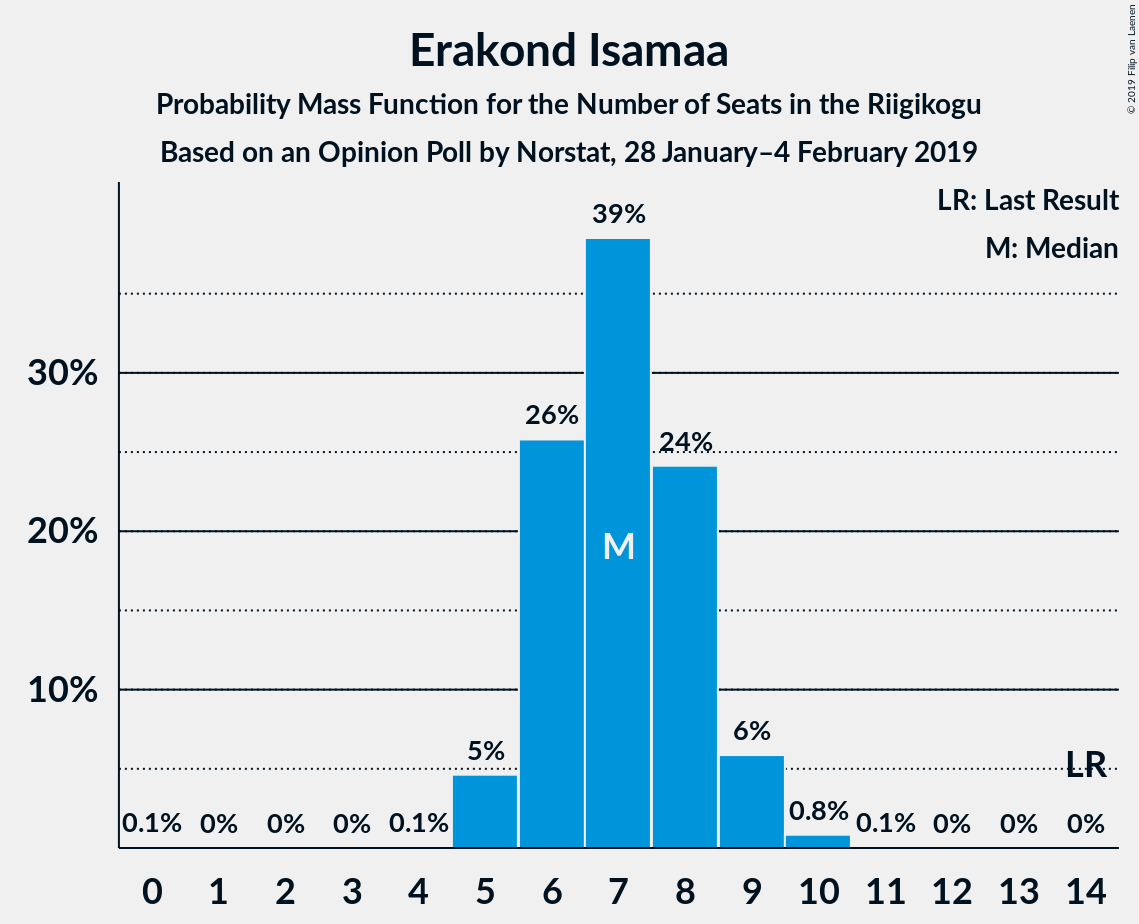 Erakond Isamaa
Probability Mass Function for the Number of Seats in the Riigikogu
Based on an Opinion Poll by Norstat, 28 January–4 February 2019
© 2019 Filip van Laenen
LR: Last Result
M: Median
39%
30%
26%
24%
20%
M
10%
6%
5%
LR
0.1% 0% 0% 0% 0.1% 0.8% 0.1% 0% 0% 0%
0 1 2 3 4 5 6 7 8 9 10 11 12 13 14